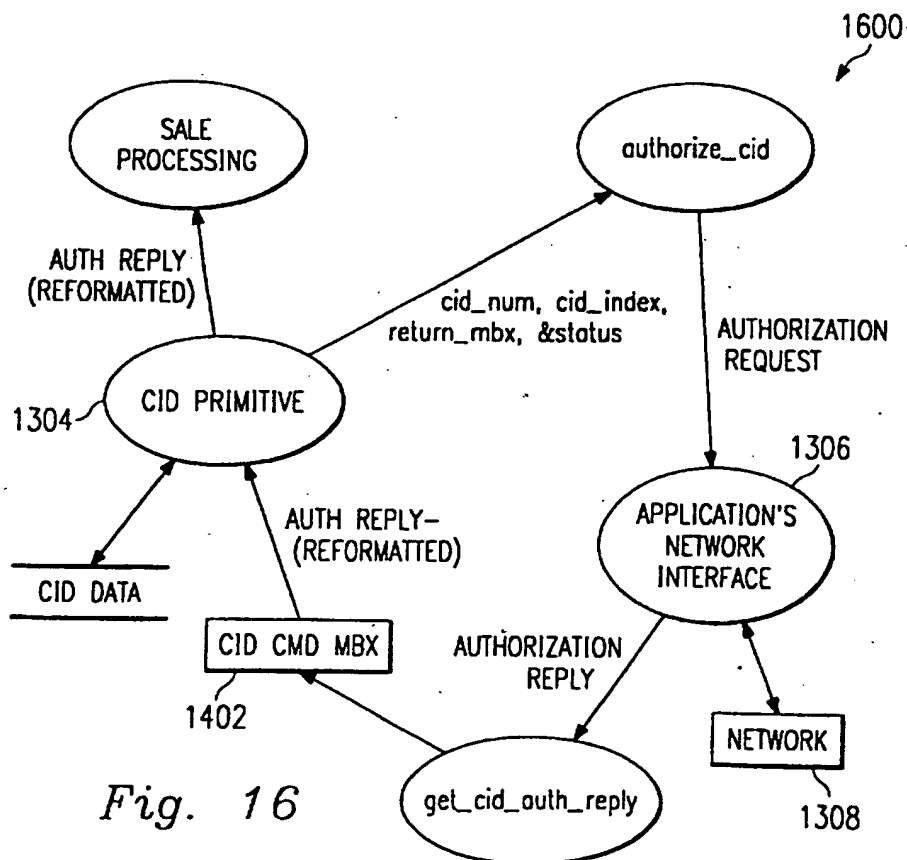 1600
SALE
PROCESSING
authorize_cid
AUTH REPLY
(REFORMATTED)
cid_num, cid_index,
return_mbx, &status
AUTHORIZATION
REQUEST
1304
CID PRIMITIVE
1306
AUTH REPLY-
(REFORMATTED)
APPLICATION'S
NETWORK
INTERFACE
CID DATA
CID CMD MBX
1402
AUTHORIZATION
REPLY
NETWORK
1308
get_cid_auth_reply
Fig. 16